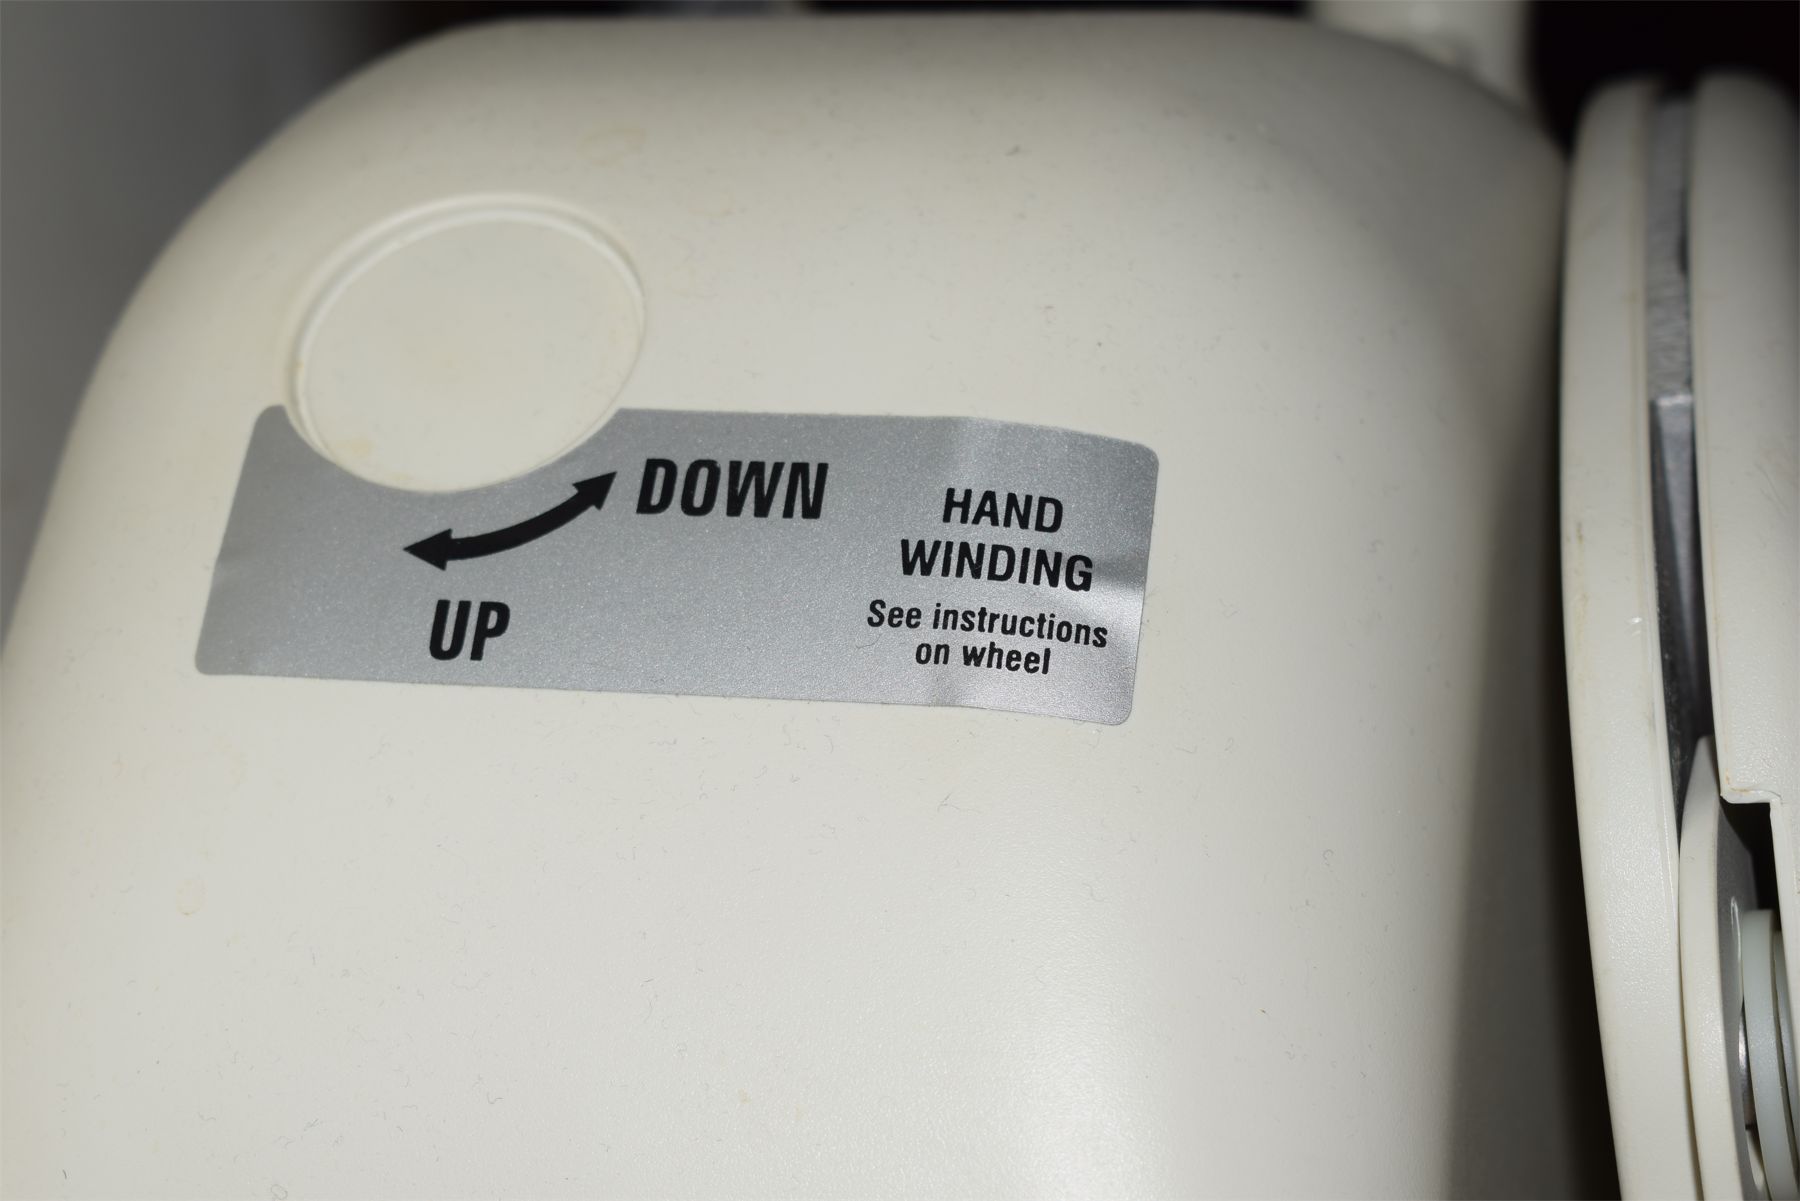 DOWN
UP
HAND
WINDING
See instructions
on wheel